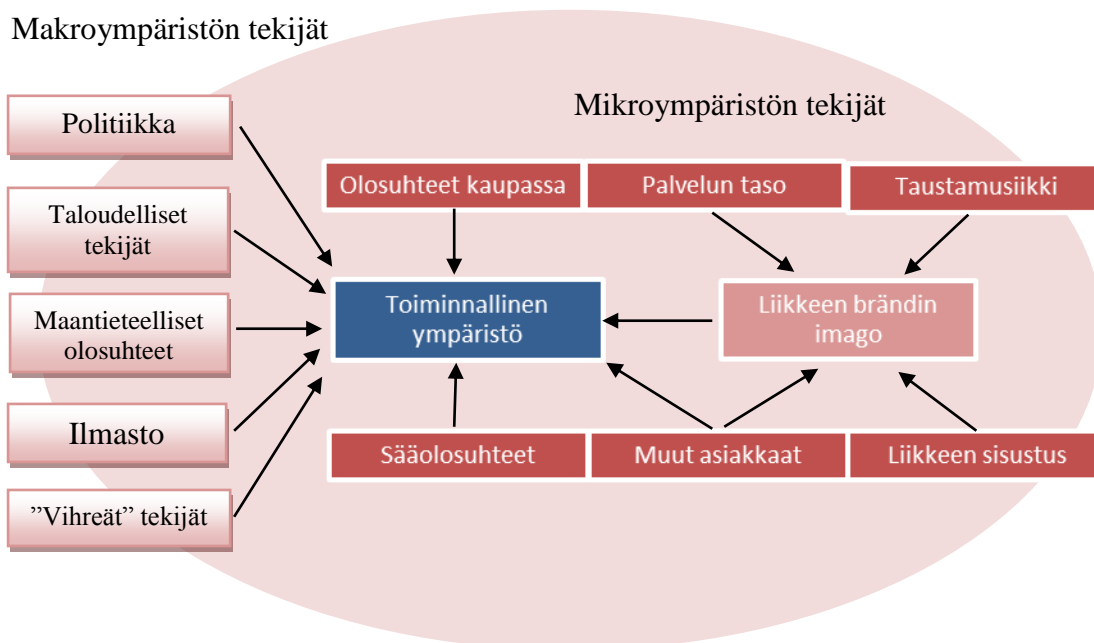 Makroympäristön tekijät
Mikroympäristön tekijät
Politiikka
Taloudelliset
tekijät
Maantieteelliset
olosuhteet
Ilmasto
”Vihreät” tekijät
Olosuhteet kaupassa
Palvelun taso
Taustamusiikki
Toiminnallinen
ympäristö
Liikkeen brändin
imago
Sääolosuhteet
Muut asiakkaat
Liikkeen sisustus